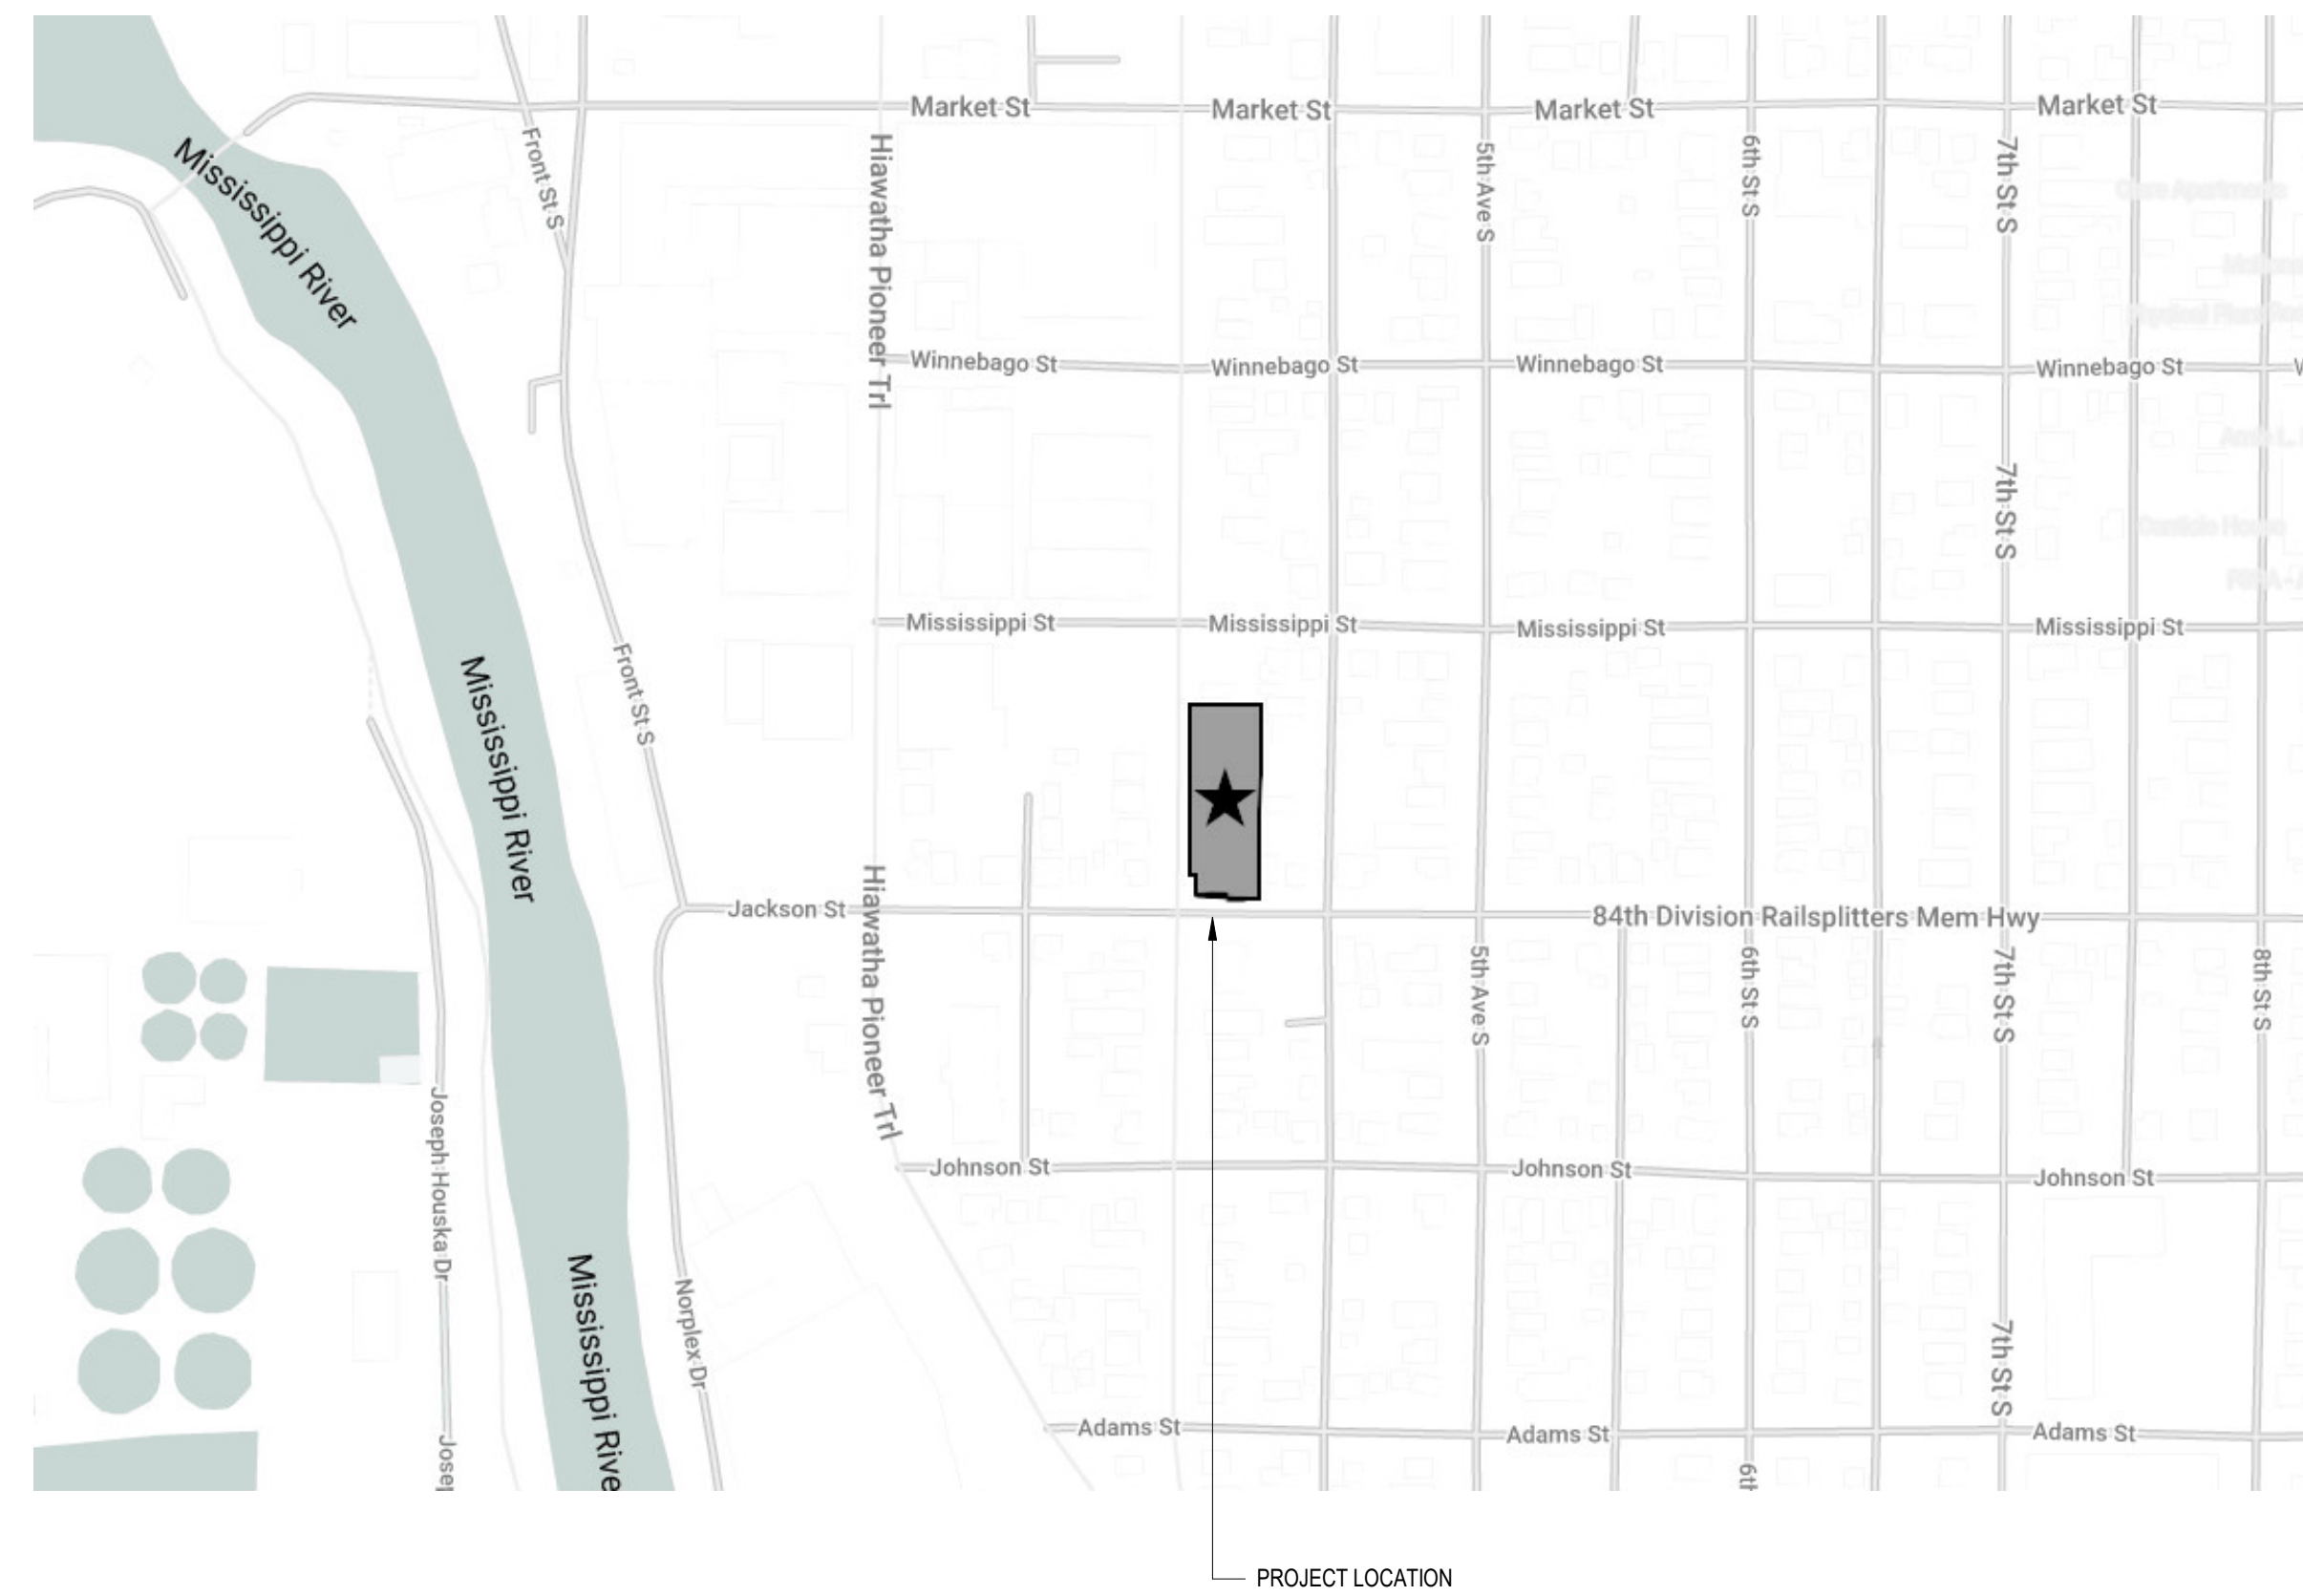 Market St
Market St
Market St
Market St
Mississippi River
Front St S
Hiawatha Pioneer Trl
5th Ave S
6th St S
7th St S
Winnebago St
Winnebago St
Winnebago St
Winnebago St
7th St S
Mississippi St
Mississippi St
Mississippi St
Mississippi St
Mississippi River
Front St S
Jackson St
84th Division Railsplitters Mem Hwy
Hiawatha Pioneer Trl
5th Ave S
6th St S
7th St S
8th St S
Joseph Houska Dr
Johnson St
Johnson St
Johnson St
Mississippi Rive
Norplex Dr
7th St S
Adams St
Adams St
Adams St
PROJECT LOCATION